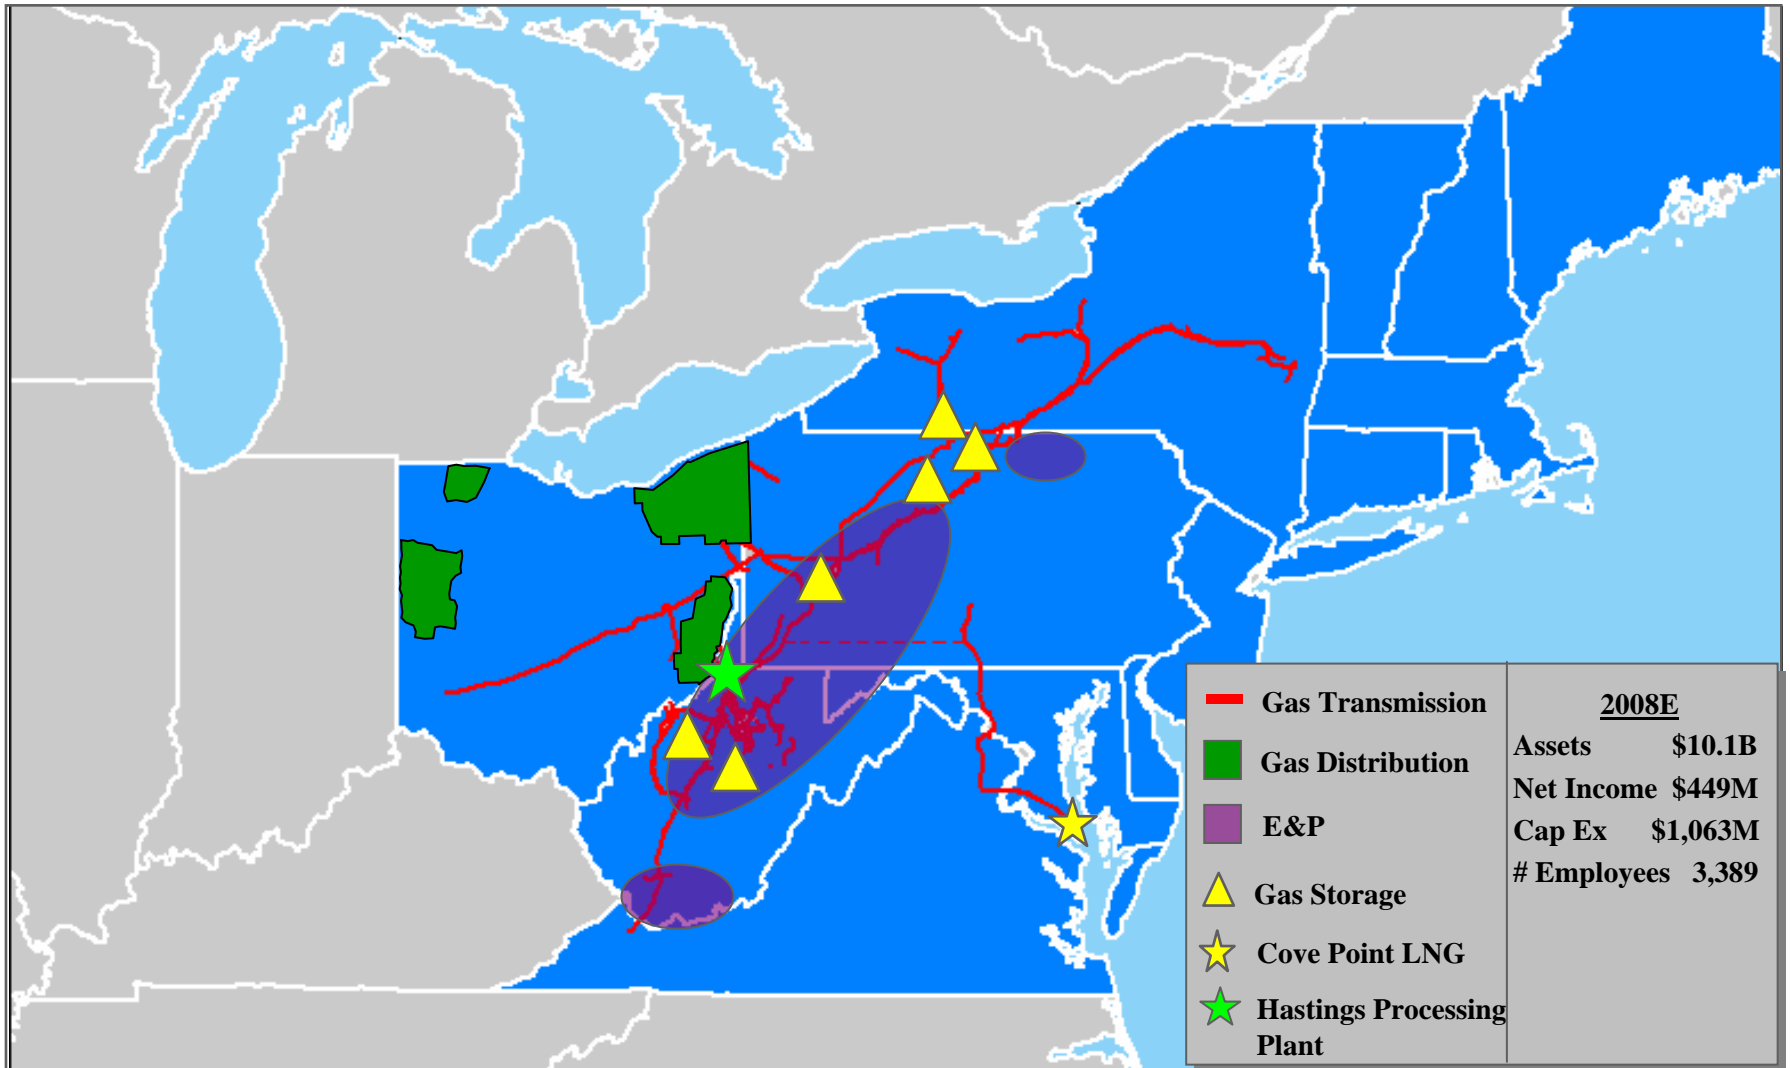 Gas Transmission
Gas Distribution
E&P
Gas Storage
Cove Point LNG
Hastings Processing
Plant
2008E
Assets $10.1B
Net Income $449M
Cap Ex $1,063M
# Employees 3,389